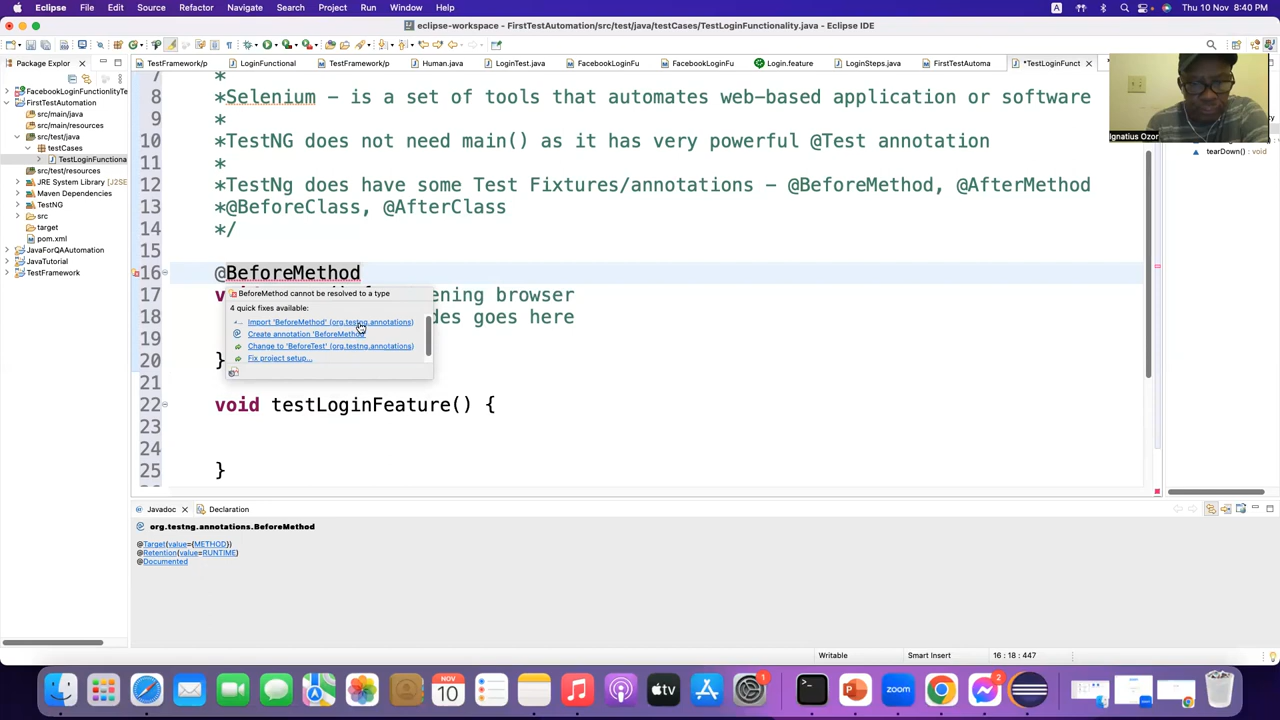 Eclipse File Edit Source Refactor Navigate Search Project Run Window Help A Thu 10 Nov 8:40 PM
eclipse-workspace - FirstTestAutomation/src/test/java/testCases/TestLoginFunctionality.java - Eclipse IDE
Package Explor
TestFramework/p LoginFunctional TestFramework/p Human.java LoginTest.java FacebookLoginFu FacebookLoginFu Login.feature LoginSteps.java FirstTestAutoma *TestLoginFunct
FacebookLoginFunctionlityTe
FirstTestAutomation
src/main/java
src/main/resources
src/test/java
testCases
TestLoginFunctiona
src/test/resources
JRE System Library [J2SE
Maven Dependencies
TestNG
src
target
pom.xml
JavaForQAAutomation
JavaTutorial
TestFramework
7 *
8 *Selenium – is a set of tools that automates web-based application or software
9 *
10 *TestNG does not need main() as it has very powerful @Test annotation
11 *
12 *TestNg does have some Test Fixtures/annotations – @BeforeMethod, @AfterMethod
13 *@BeforeClass, @AfterClass
14 */
15
16 @BeforeMethod
17 ening browser
18 des goes here
19
20 }
21
22 void testLoginFeature() {
23
24
25 }
BeforeMethod cannot be resolved to a type
4 quick fixes available:
Import 'BeforeMethod' (org.testng.annotations)
Create annotation 'BeforeMethod'
Change to 'BeforeTest' (org.testng.annotations)
Fix project setup...
Ignatius Ozor
tearDown() : void
Javadoc Declaration
org.testng.annotations.BeforeMethod
@Target(value={METHOD})
@Retention(value=RUNTIME)
@Documented
Writable Smart Insert 16 : 18 : 447
NOV
10
tv
1
zoom
2